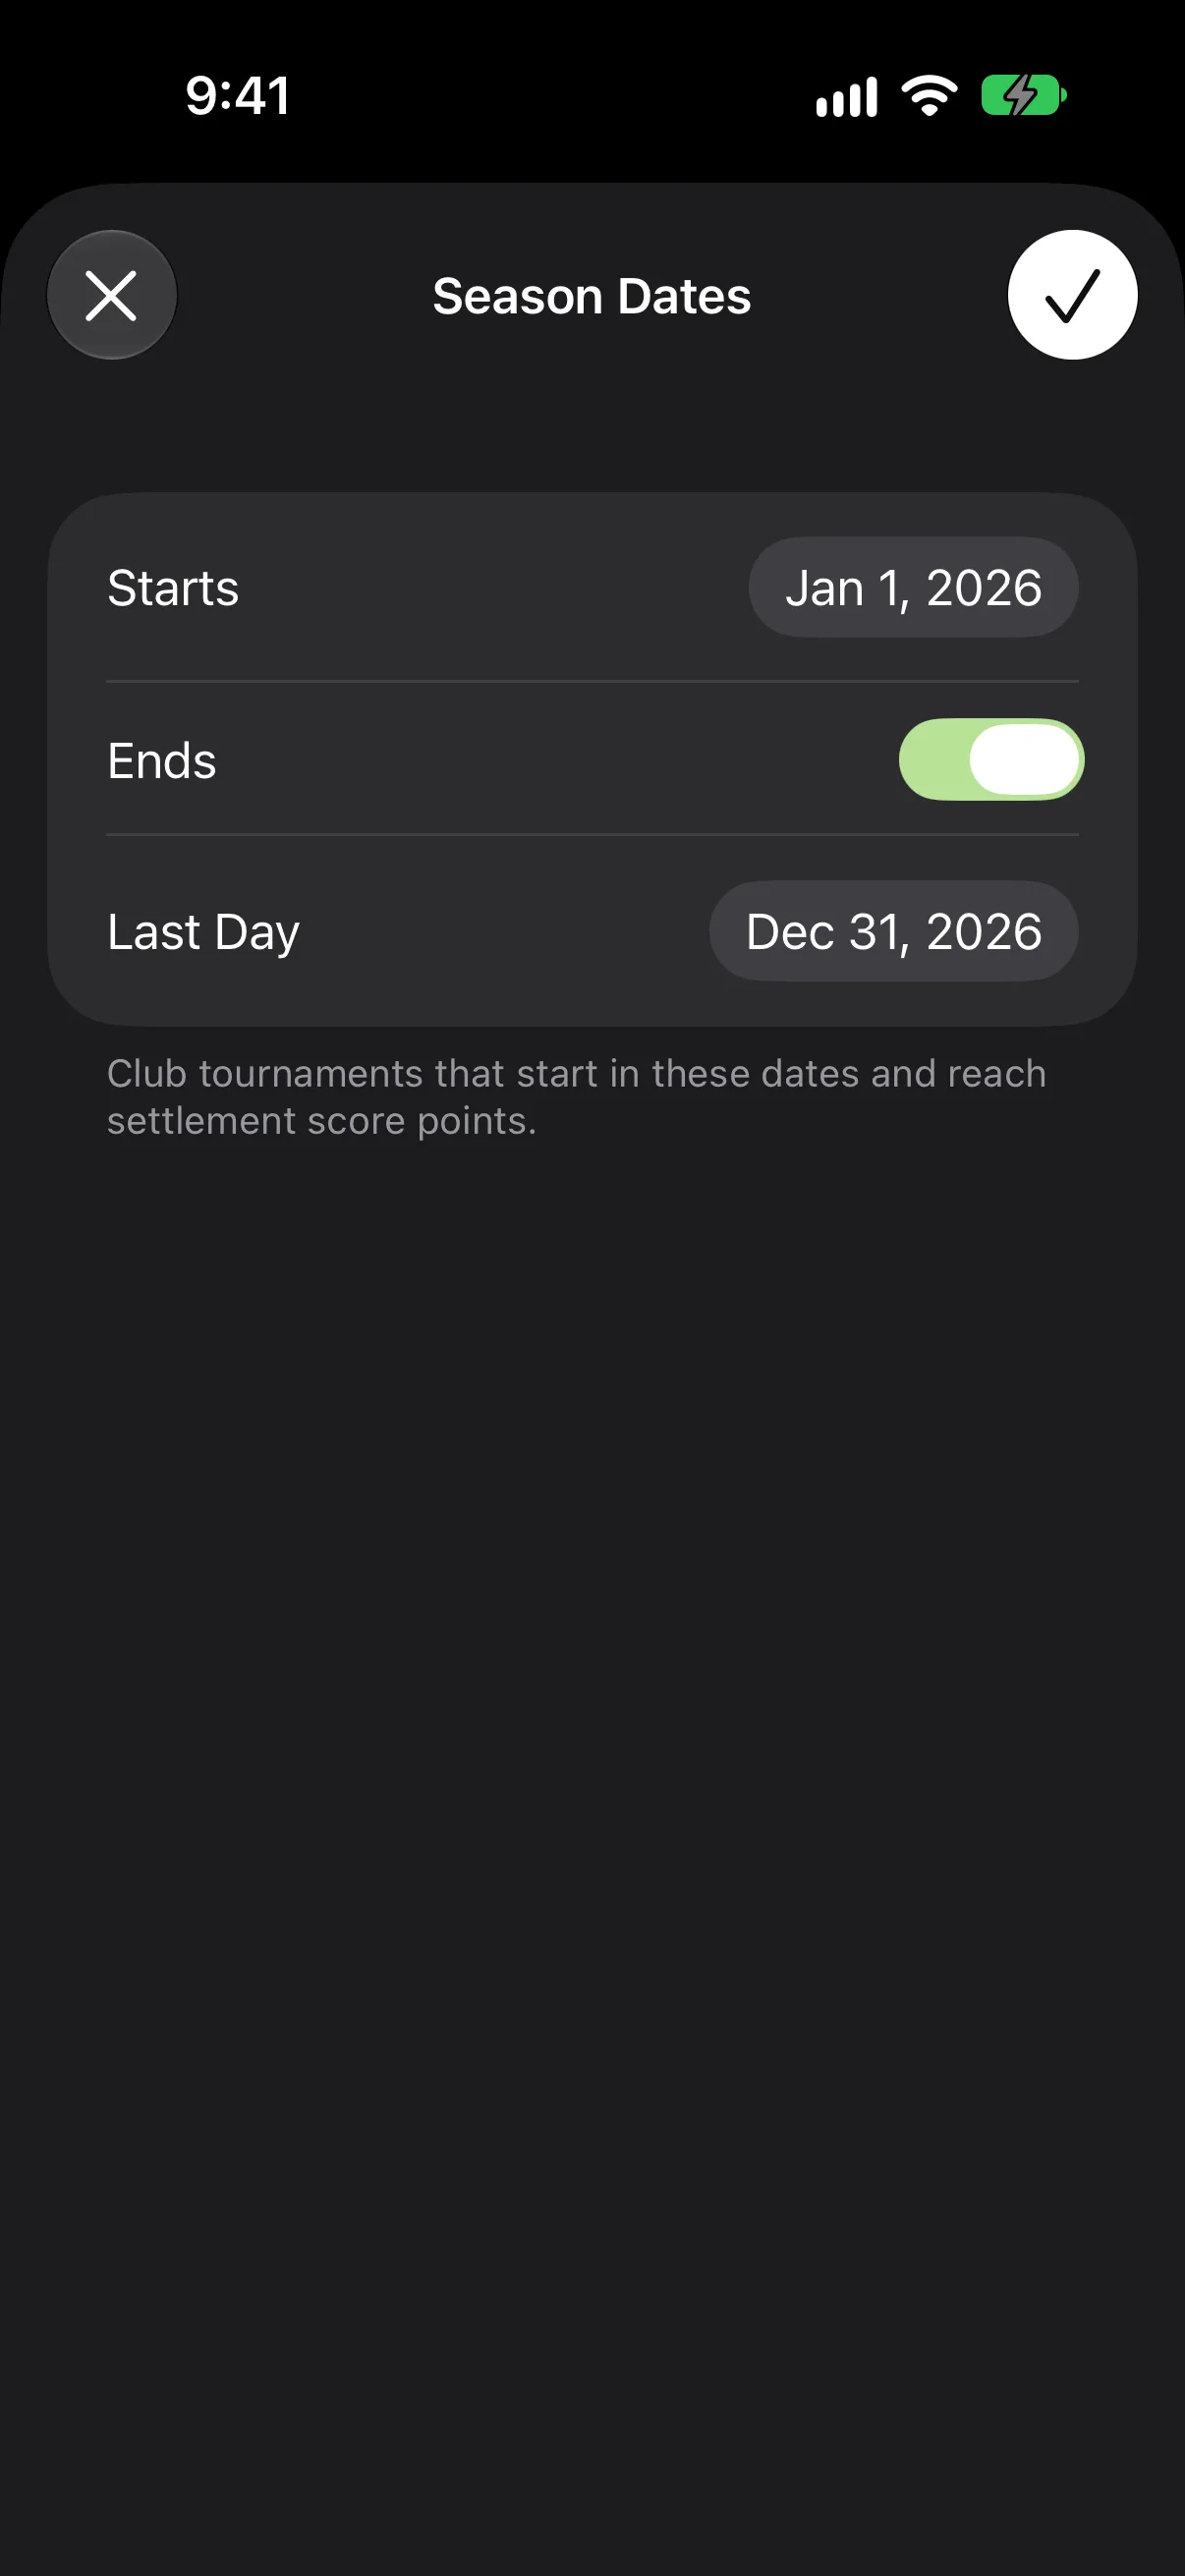 9:41
Season Dates
Starts
Jan 1, 2026
Ends
Last Day
Dec 31, 2026
Club tournaments that start in these dates and reach
settlement score points.